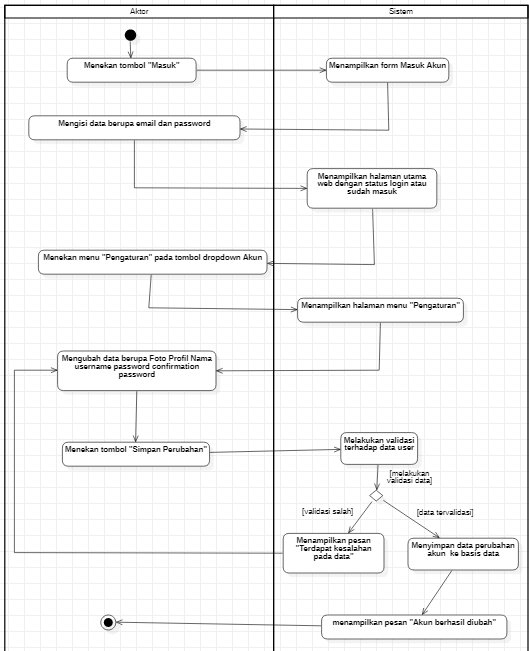 Aktor
Sistem
Menekan tombol "Masuk"
Menampilkan form Masuk Akun
Mengisi data berupa email dan password
Menampilkan halaman utama
web dengan status login atau
sudah masuk
Menekan menu "Pengaturan" pada tombol dropdown Akun
Menampilkan halaman menu "Pengaturan"
Mengubah data berupa Foto Profil Nama
username password confirmation
password
Menekan tombol "Simpan Perubahan"
Melakukan validasi
terhadap data user
[melakukan
validasi data]
[validasi salah]
[data tervalidasi]
Menampilkan pesan
"Terdapat kesalahan
pada data"
Menyimpan data perubahan
akun ke basis data
menampilkan pesan "Akun berhasil diubah"